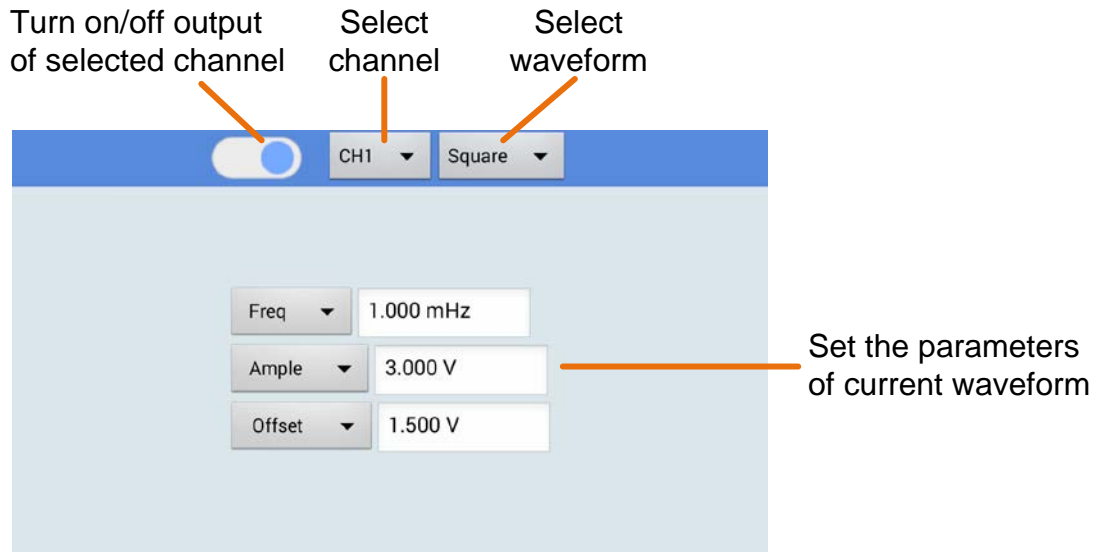 Turn on/off output
of selected channel
Select
channel
Select
waveform
CH1
Square
Freq
1.000 mHz
Ample
3.000 V
Offset
1.500 V
Set the parameters
of current waveform